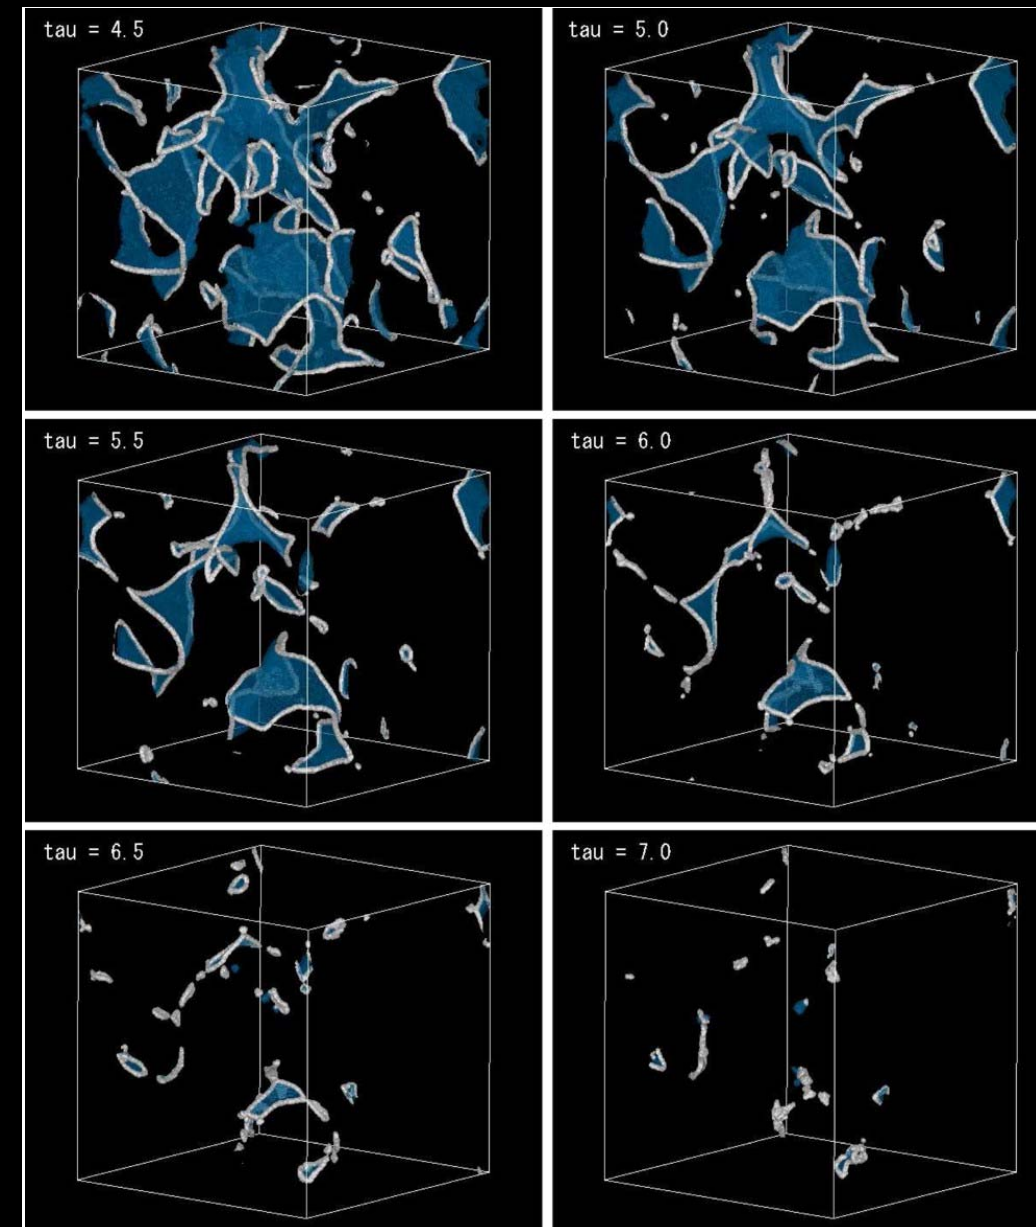 tau = 4.5
tau = 5.0
tau = 5.5
tau = 6.0
tau = 6.5
tau = 7.0